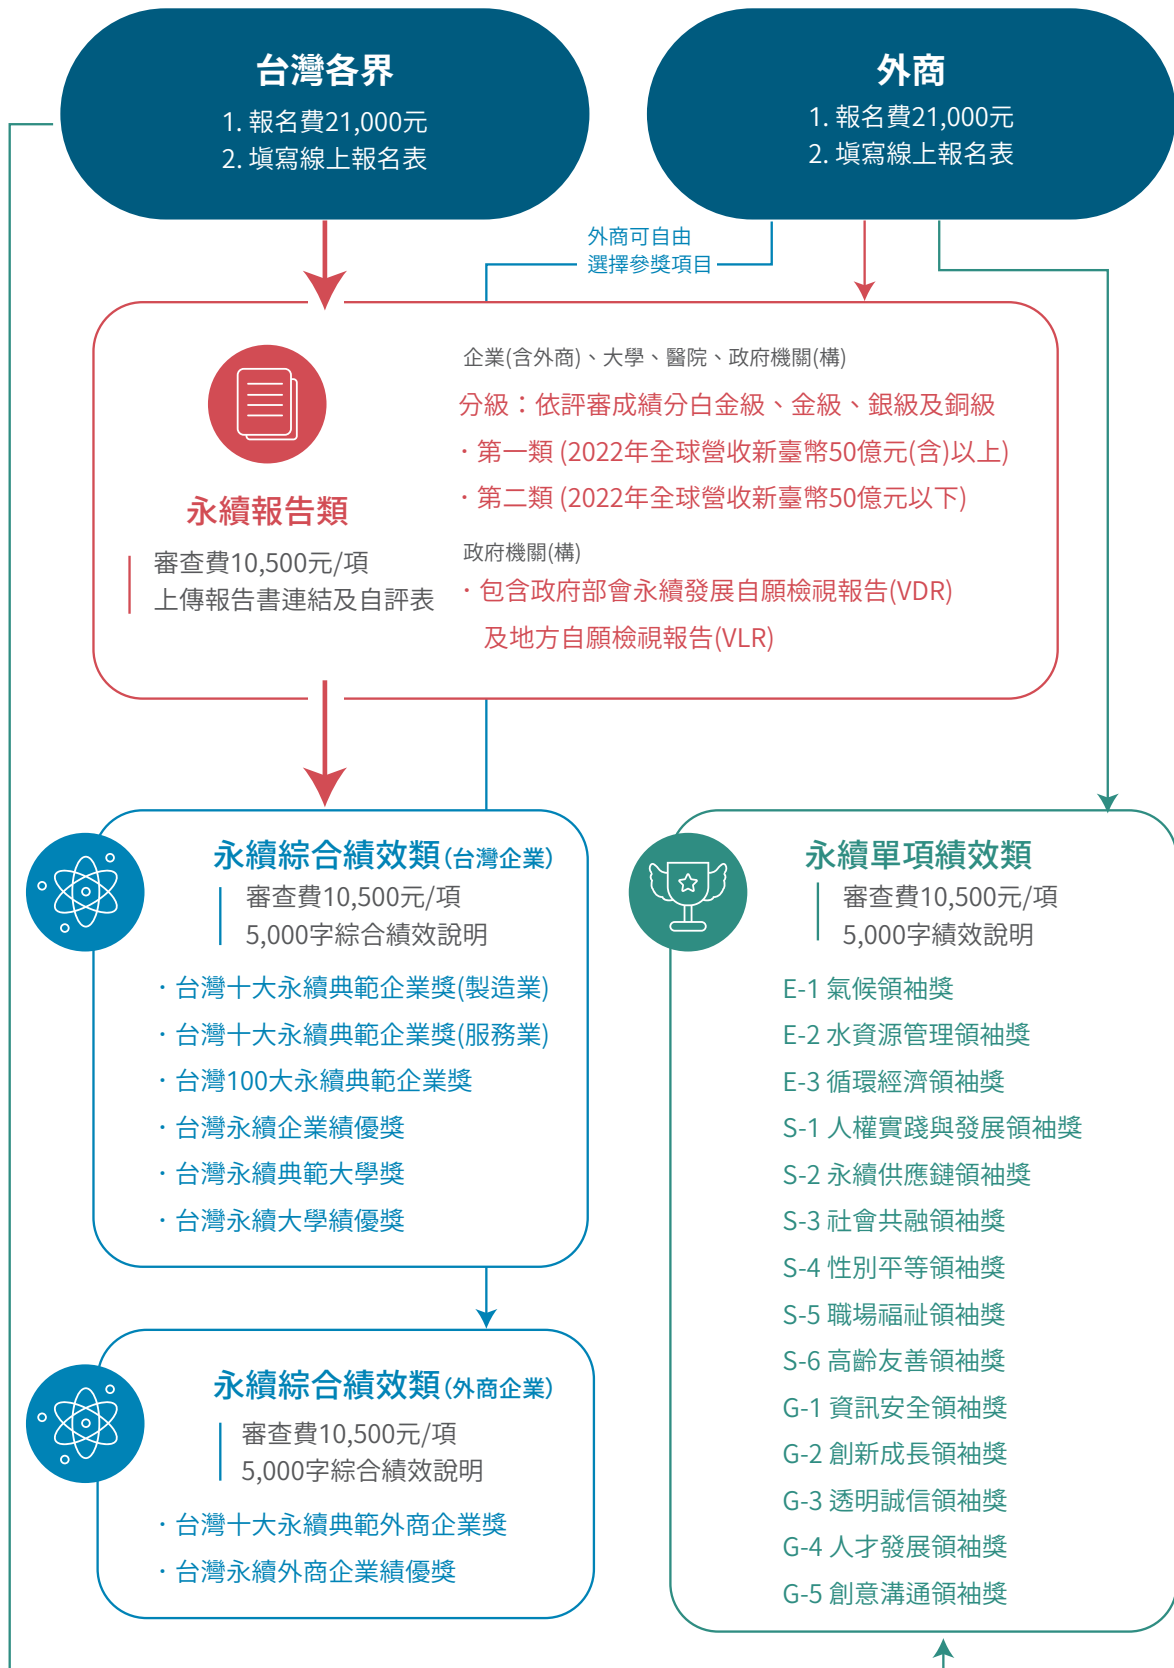 台灣各界
1. 報名費21,000元
2. 填寫線上報名表
外商
1. 報名費21,000元
2. 填寫線上報名表
外商可自由
選擇參獎項目
永續報告類
審查費10,500元/項
上傳報告書連結及自評表
企業(含外商)、大學、醫院、政府機關(構)
分級：依評審成績分白金級、金級、銀級及銅級
・第一類 (2022年全球營收新臺幣50億元(含)以上)
・第二類 (2022年全球營收新臺幣50億元以下)
政府機關(構)
・包含政府部會永續發展自願檢視報告(VDR)
及地方自願檢視報告(VLR)
永續綜合績效類(台灣企業)
審查費10,500元/項
5,000字綜合績效說明
・台灣十大永續典範企業獎(製造業)
・台灣十大永續典範企業獎(服務業)
・台灣100大永續典範企業獎
・台灣永續企業績優獎
・台灣永續典範大學獎
・台灣永續大學績優獎
永續綜合績效類(外商企業)
審查費10,500元/項
5,000字綜合績效說明
・台灣十大永續典範外商企業獎
・台灣永續外商企業績優獎
永續單項績效類
審查費10,500元/項
5,000字績效說明
E-1 氣候領袖獎
E-2 水資源管理領袖獎
E-3 循環經濟領袖獎
S-1 人權實踐與發展領袖獎
S-2 永續供應鏈領袖獎
S-3 社會共融領袖獎
S-4 性別平等領袖獎
S-5 職場福祉領袖獎
S-6 高齡友善領袖獎
G-1 資訊安全領袖獎
G-2 創新成長領袖獎
G-3 透明誠信領袖獎
G-4 人才發展領袖獎
G-5 創意溝通領袖獎